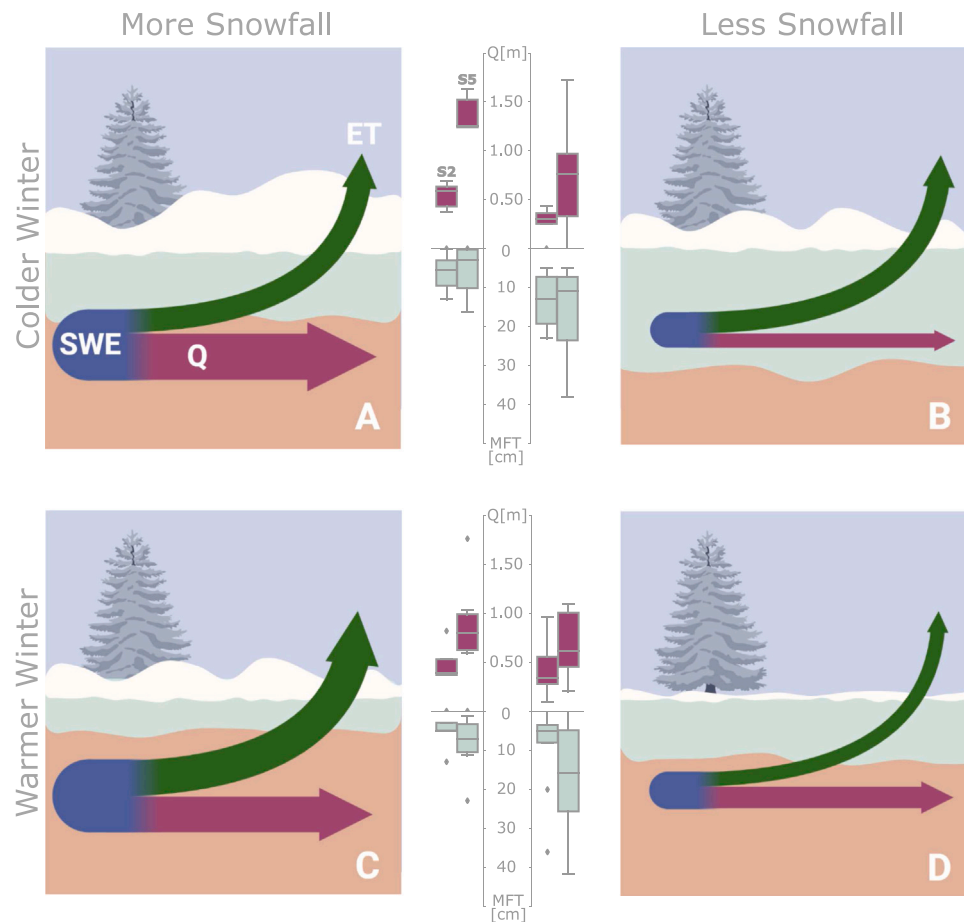 More Snowfall
Less Snowfall
Colder Winter
Warmer Winter
ET
SWE
Q
A
Q[m]
S5
S2
1.50
1.00
0.50
0
10
20
30
40
MFT
[cm]
B
C
Q[m]
1.50
1.00
0.50
0
10
20
30
40
MFT
[cm]
D